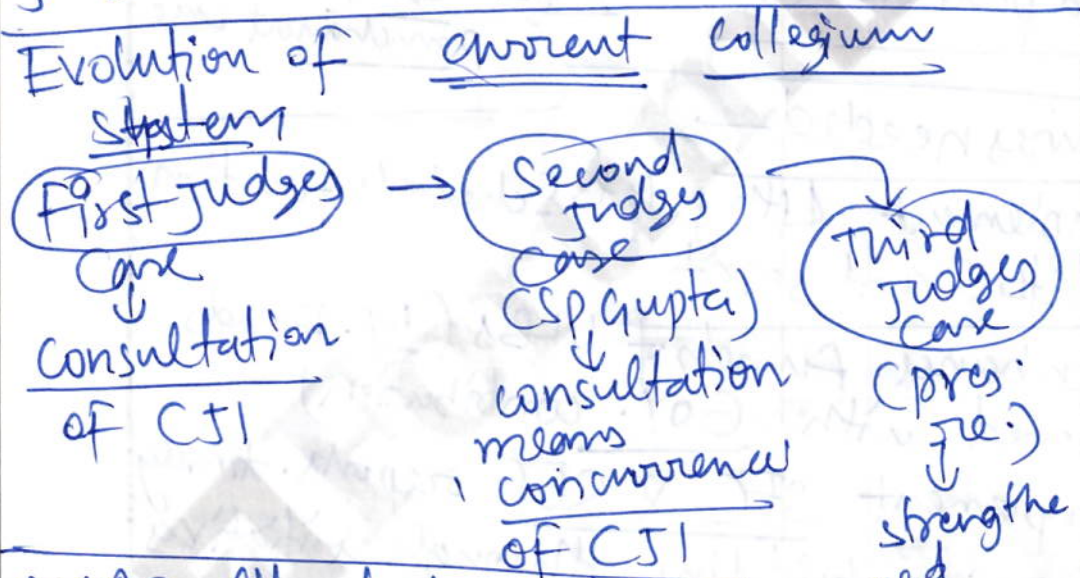 Evolution of current collegium
system
First Judges
Case
↓
consultation
of CJI
→
Second
Judges
Case
(SP Gupta)
↓
consultation
means
concurrence
of CJI
Third
Judges
Case
(pres.
re.)
↓
strengthe